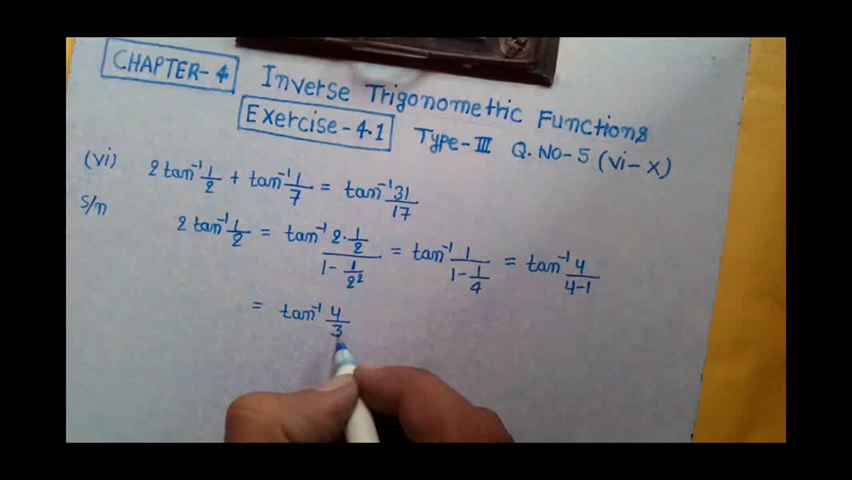 CHAPTER-4 Inverse Trigonometric Functions
Exercise-4.1 Type-III Q.NO-5 (vi-x)
(vi) 2 tan⁻¹ 1/2 + tan⁻¹ 1/7 = tan⁻¹ 31/17
S/n 2 tan⁻¹ 1/2 = tan⁻¹ (2·1/2)/(1-1/2²) = tan⁻¹ 1/(1-1/4) = tan⁻¹ 4/(4-1)
= tan⁻¹ 4/3